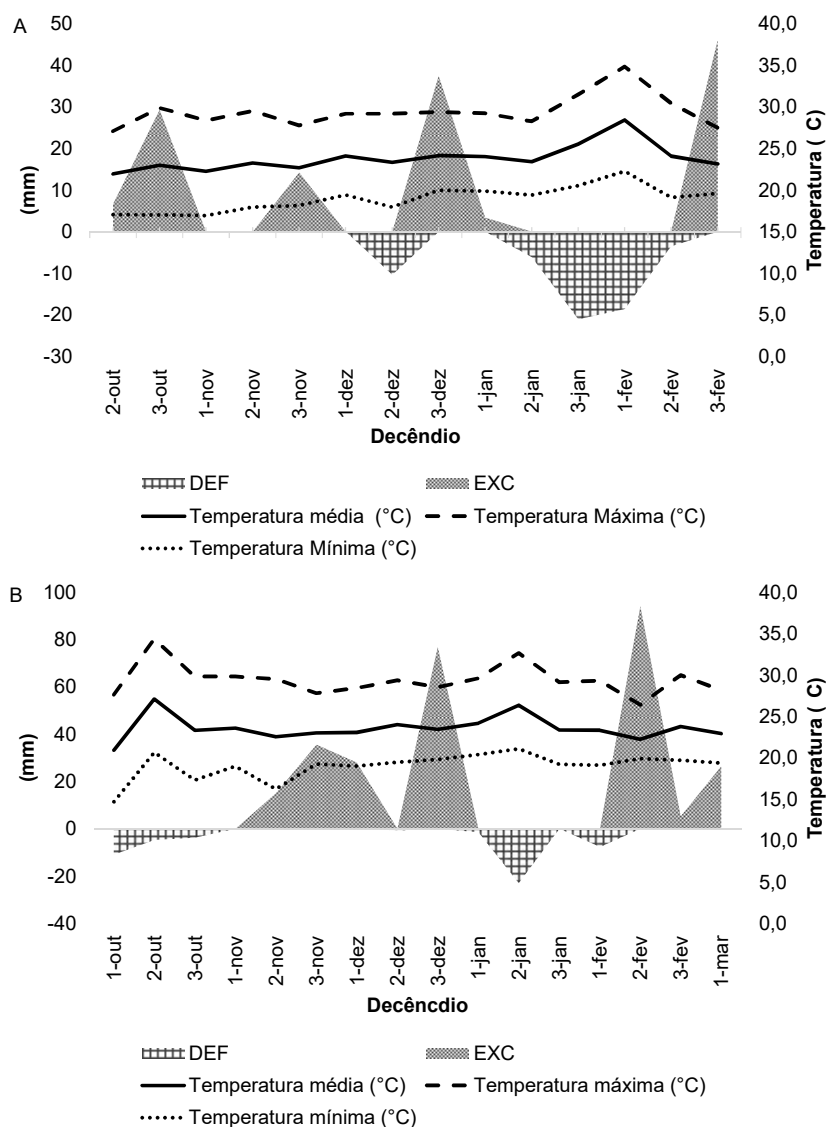 A
50
40
30
20
10
0
-10
-20
-30
(mm)
40,0
35,0
30,0
25,0
20,0
15,0
10,0
5,0
0,0
Temperatura ( C)
2-out
3-out
1-nov
2-nov
3-nov
1-dez
2-dez
3-dez
1-jan
2-jan
3-jan
1-fev
2-fev
3-fev
Decêndio
DEF EXC
Temperatura média (°C) Temperatura Máxima (°C)
Temperatura Mínima (°C)
B
100
80
60
40
20
0
-20
-40
(mm)
40,0
35,0
30,0
25,0
20,0
15,0
10,0
5,0
0,0
Temperatura ( C)
1-out
2-out
3-out
1-nov
2-nov
3-nov
1-dez
2-dez
3-dez
1-jan
2-jan
3-jan
1-fev
2-fev
3-fev
1-mar
Decêncdio
DEF EXC
Temperatura média (°C) Temperatura máxima (°C)
Temperatura mínima (°C)